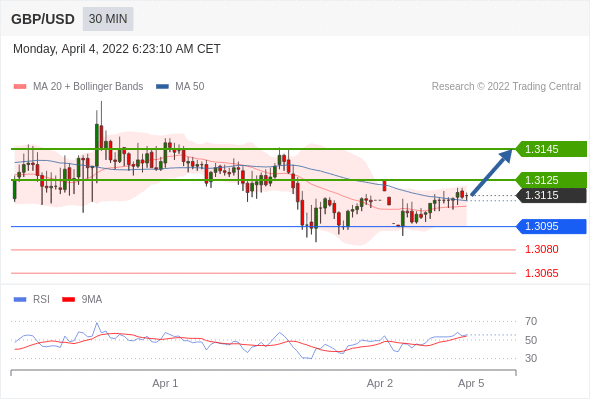 GBP/USD 30 MIN
Monday, April 4, 2022 6:23:10 AM CET
MA 20 + Bollinger Bands MA 50 Research © 2022 Trading Central
1.3145
1.3125
1.3115
1.3095
1.3080
1.3065
RSI 9MA
70
50
30
Apr 1 Apr 2 Apr 5